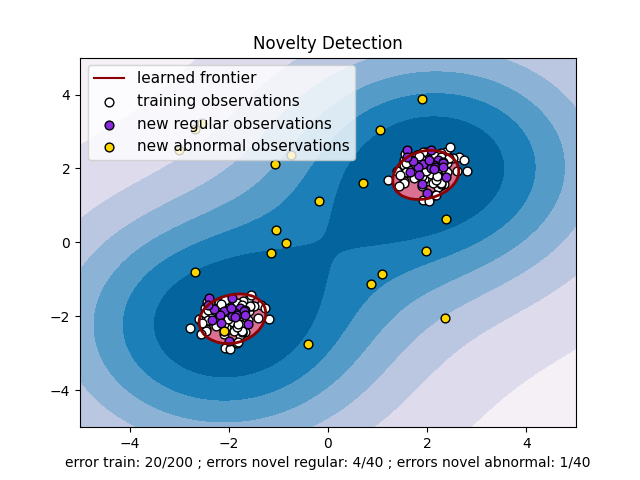 Novelty Detection
learned frontier
training observations
new regular observations
new abnormal observations
4
2
0
−2
−4
−4 −2 0 2 4
error train: 20/200 ; errors novel regular: 4/40 ; errors novel abnormal: 1/40